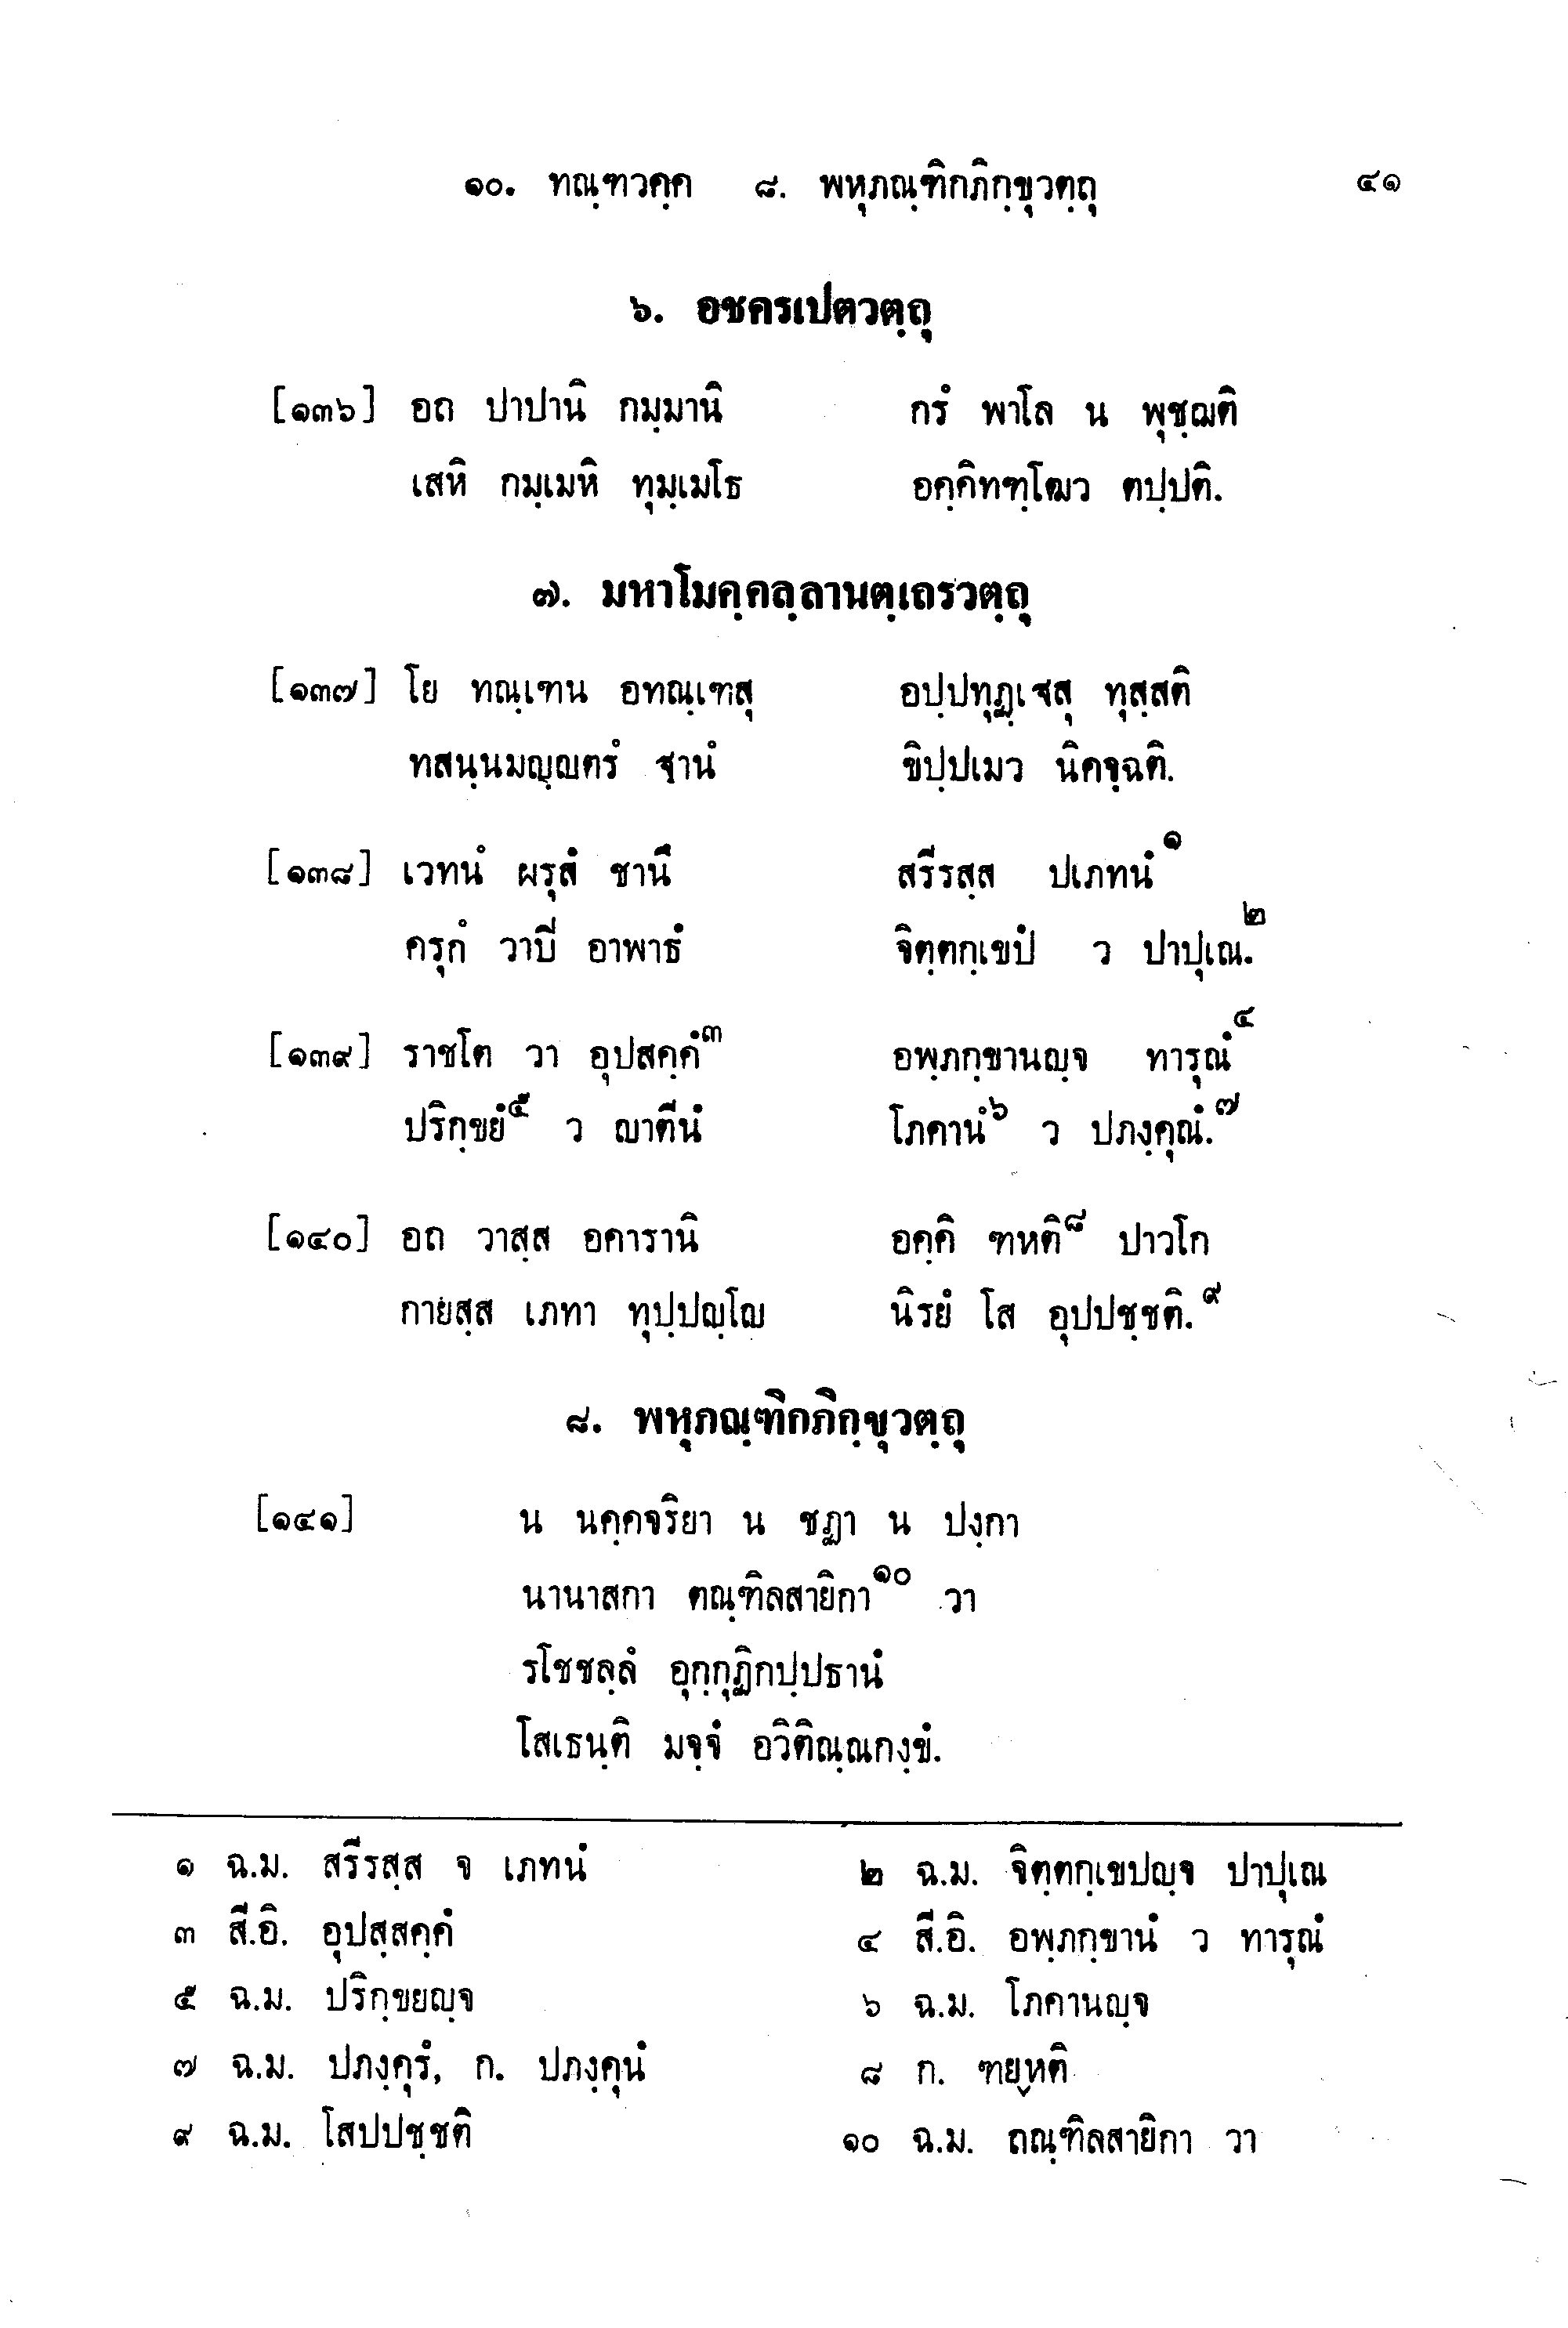 ๑๐. ทณฺฑวคฺค ๘. พหุภณฺฑิกภิกฺขุวตฺถุ ๔๑
๖. อชครเปตวตฺถุ
[๑๓๖] อถ ปาปานิ กมฺมานิ กรํ พาโล น พุชฺฌติ
เสหิ กมฺเมหิ ทุมฺเมโธ อคฺคิทฑฺโฒว ตปฺปติ.
๗. มหาโมคฺคลฺลานตฺเถรวตฺถุ
[๑๓๗] โย ทณฺเฑน อทณฺเฑสุ อปฺปทุฏฺเฐสุ ทุสฺสติ
ทสนฺนมญฺญตรํ ฐานํ ขิปฺปเมว นิคจฺฉติ.
[๑๓๘] เวทนํ ผรุสํ ชานึ สรีรสฺส ปเภทนํ๑
ครุกํ วาปิ อาพาธํ จิตฺตกฺเขปํ ว ปาปุเณ.๒
[๑๓๙] ราชโต วา อุปสคฺคํ๓ อพฺภกฺขานญฺจ ทารุณํ๔
ปริกฺขยํ๕ ว ญาตีนํ โภคานํ๖ ว ปภงฺคุณํ.๗
[๑๔๐] อถ วาสฺส อคารานิ อคฺคิ ฑหติ๘ ปาวโก
กายสฺส เภทา ทุปฺปญฺโญ นิรยํ โส อุปปชฺชติ.๙
๘. พหุภณฺฑิกภิกฺขุวตฺถุ
[๑๔๑] น นคฺคจริยา น ชฏา น ปงฺกา
นานาสกา ตณฺฑิลสายิกา๑๐ วา
รโชชลฺลํ อุกฺกุฏิกปฺปธานํ
โสเธนฺติ มจฺจํ อวิติณฺณกงฺขํ.
๑ ฉ.ม. สรีรสฺส จ เภทนํ ๒ ฉ.ม. จิตฺตกฺเขปญฺจ ปาปุเณ
๓ สี.อิ. อุปสฺสคฺคํ ๔ สี.อิ. อพฺภกฺขานํ ว ทารุณํ
๕ ฉ.ม. ปริกฺขยญฺจ ๖ ฉ.ม. โภคานญฺจ
๗ ฉ.ม. ปภงฺคุรํ, ก. ปภงฺคุนํ ๘ ก. ฑยฺหติ
๙ ฉ.ม. โสปปชฺชติ ๑๐ ฉ.ม. ถณฺฑิลสายิกา วา